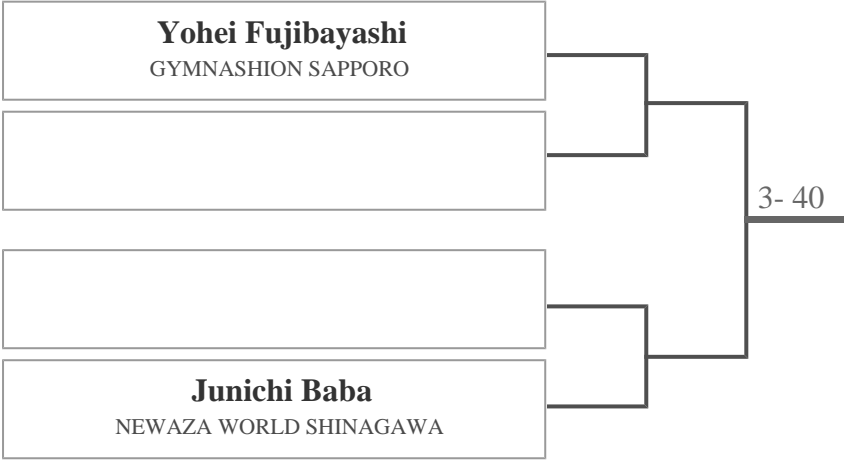 Yohei Fujibayashi
GYMNASHION SAPPORO
3- 40
Junichi Baba
NEWAZA WORLD SHINAGAWA